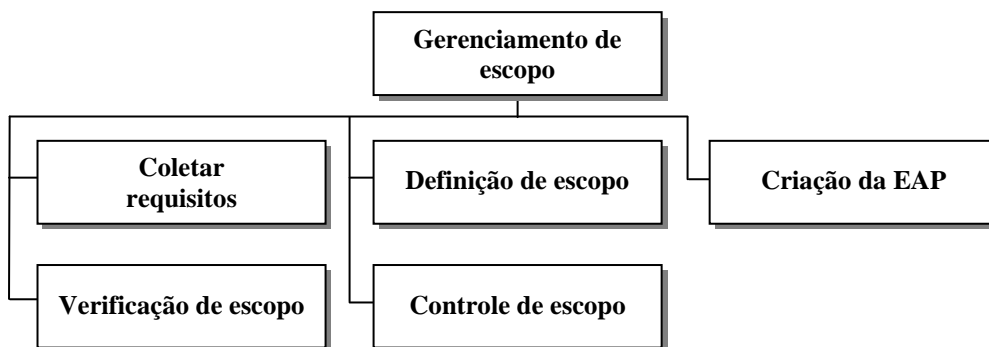 Gerenciamento de
escopo
Coletar
requisitos
Definição de escopo
Criação da EAP
Verificação de escopo
Controle de escopo